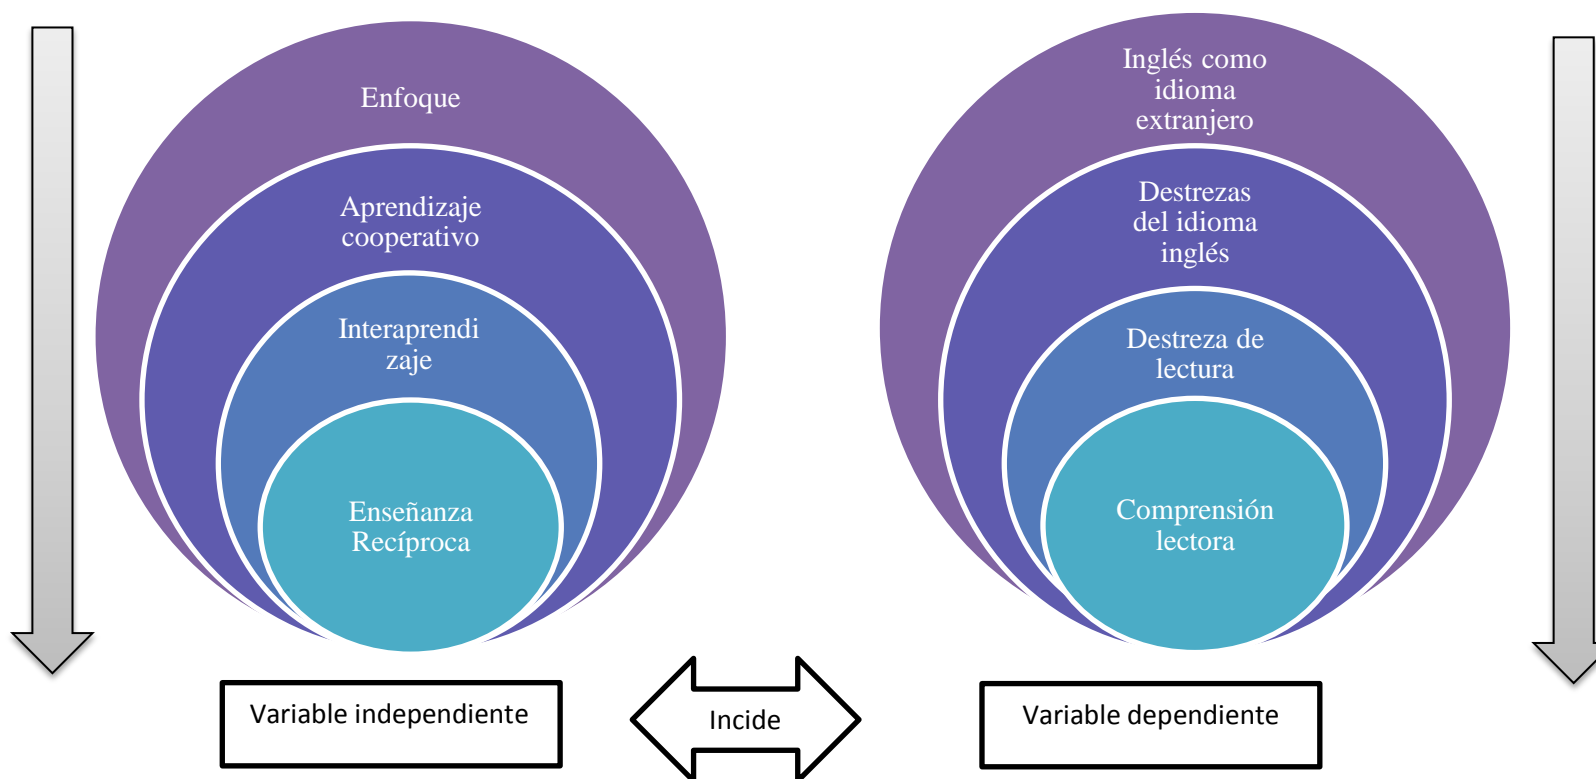 Enfoque
Aprendizaje
cooperativo
Interaprendi
zaje
Enseñanza
Recíproca
Variable independiente
Incide
Inglés como
idioma
extranjero
Destrezas
del idioma
inglés
Destreza de
lectura
Comprensión
lectora
Variable dependiente